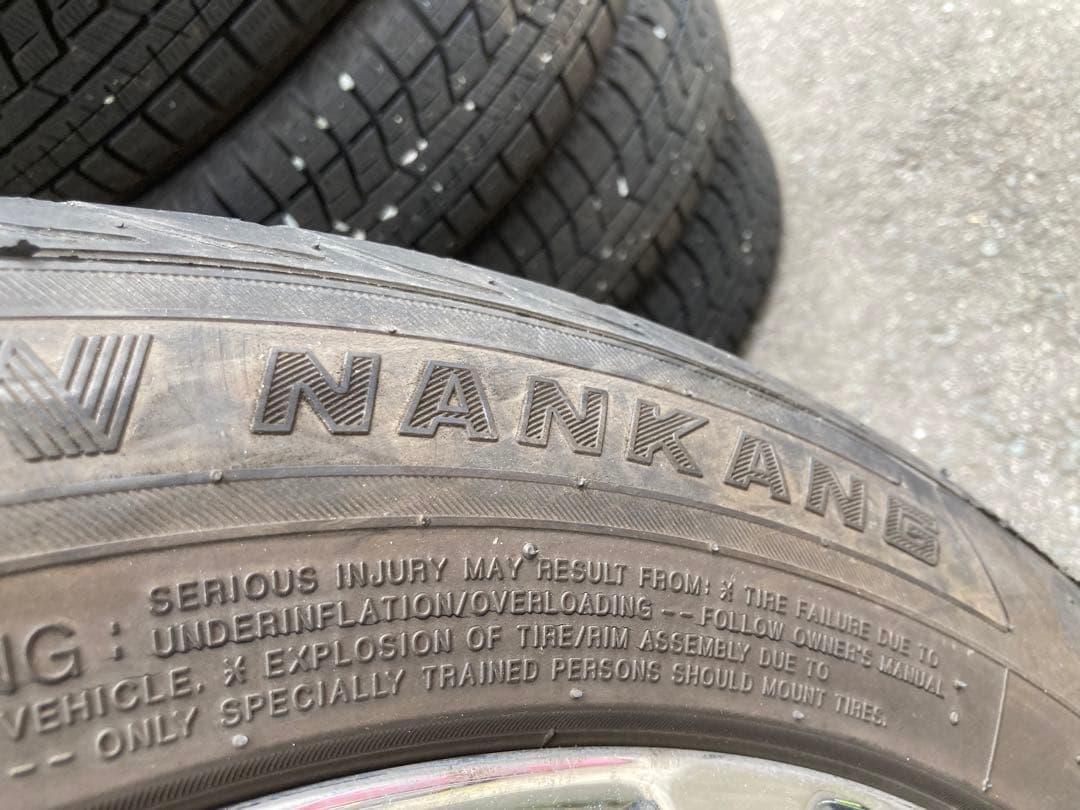 NANKANG
NG: SERIOUS INJURY MAY RESULT FROM: ※ TIRE FAILURE DUE TO
UNDERINFLATION/OVERLOADING -- FOLLOW OWNER'S MANUAL
VEHICLE. ※ EXPLOSION OF TIRE/RIM ASSEMBLY DUE TO
-- ONLY SPECIALLY TRAINED PERSONS SHOULD MOUNT TIRES.